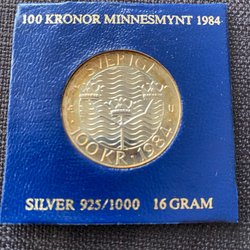 100 KRONOR MINNESMYNT 1984
SVERIGE
U
100 KR · 1984
SILVER 925/1000 16 GRAM